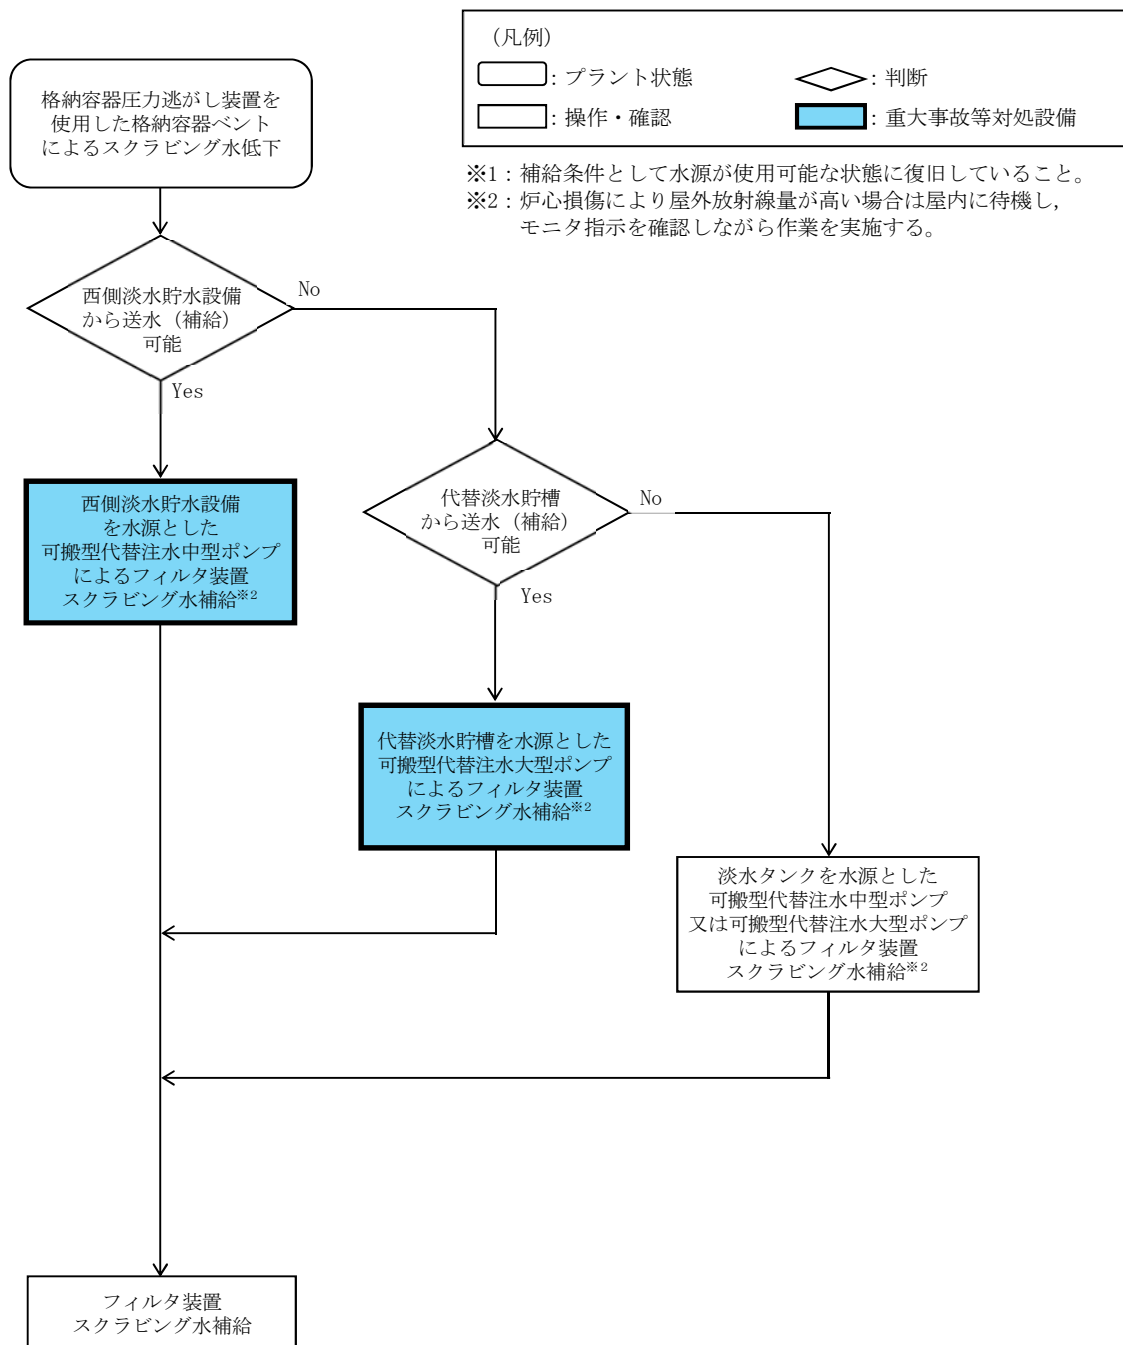 (凡例)
: プラント状態
: 判断
: 操作・確認
: 重大事故等対処設備
※1：補給条件として水源が使用可能な状態に復旧していること。
※2：炉心損傷により屋外放射線量が高い場合は屋内に待機し,
モニタ指示を確認しながら作業を実施する。
格納容器圧力逃がし装置を
使用した格納容器ベント
によるスクラビング水低下
西側淡水貯水設備
から送水（補給）
可能
No
Yes
西側淡水貯水設備
を水源とした
可搬型代替注水中型ポンプ
によるフィルタ装置
スクラビング水補給※2
代替淡水貯槽
から送水（補給）
可能
No
Yes
代替淡水貯槽を水源とした
可搬型代替注水大型ポンプ
によるフィルタ装置
スクラビング水補給※2
淡水タンクを水源とした
可搬型代替注水中型ポンプ
又は可搬型代替注水大型ポンプ
によるフィルタ装置
スクラビング水補給※2
フィルタ装置
スクラビング水補給